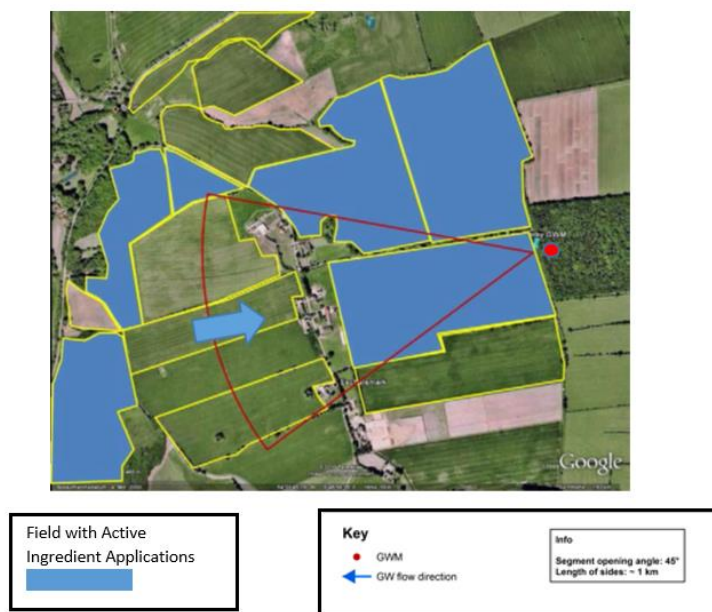 GWM
Google
Field with Active
Ingredient Applications
Key
GWM
GW flow direction
Info
Segment opening angle: 45°
Length of sides: ~ 1 km